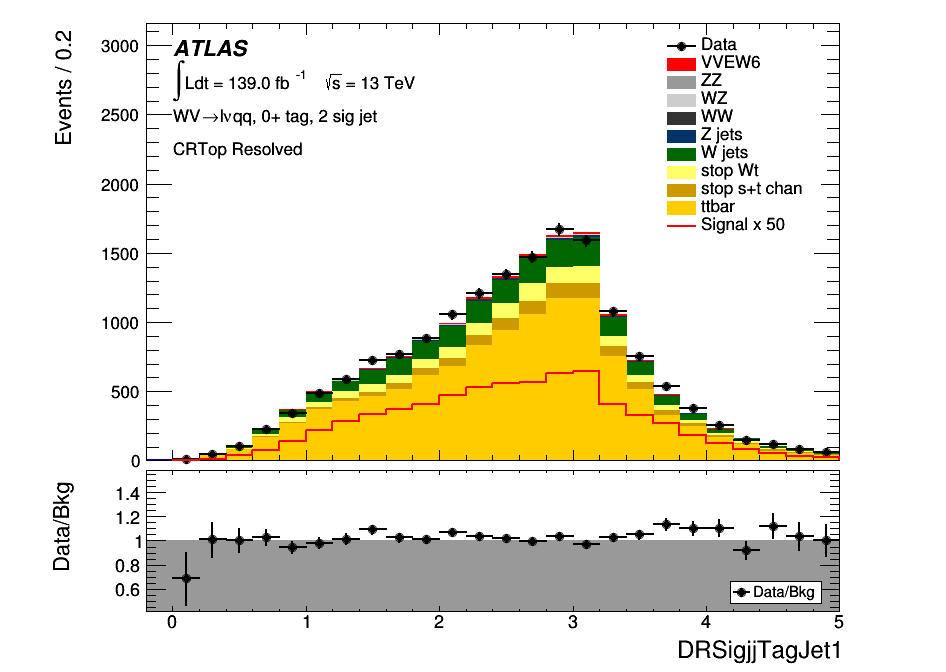 Events / 0.2
3000
2500
2000
1500
1000
500
0
ATLAS
∫Ldt = 139.0 fb⁻¹ √s = 13 TeV
WV→lνqq, 0+ tag, 2 sig jet
CRTop Resolved
Data
VVEW6
ZZ
WZ
WW
Z jets
W jets
stop Wt
stop s+t chan
ttbar
Signal x 50
Data/Bkg
1.4
1.2
1
0.8
0.6
Data/Bkg
0 1 2 3 4 5
DRSigjjTagJet1